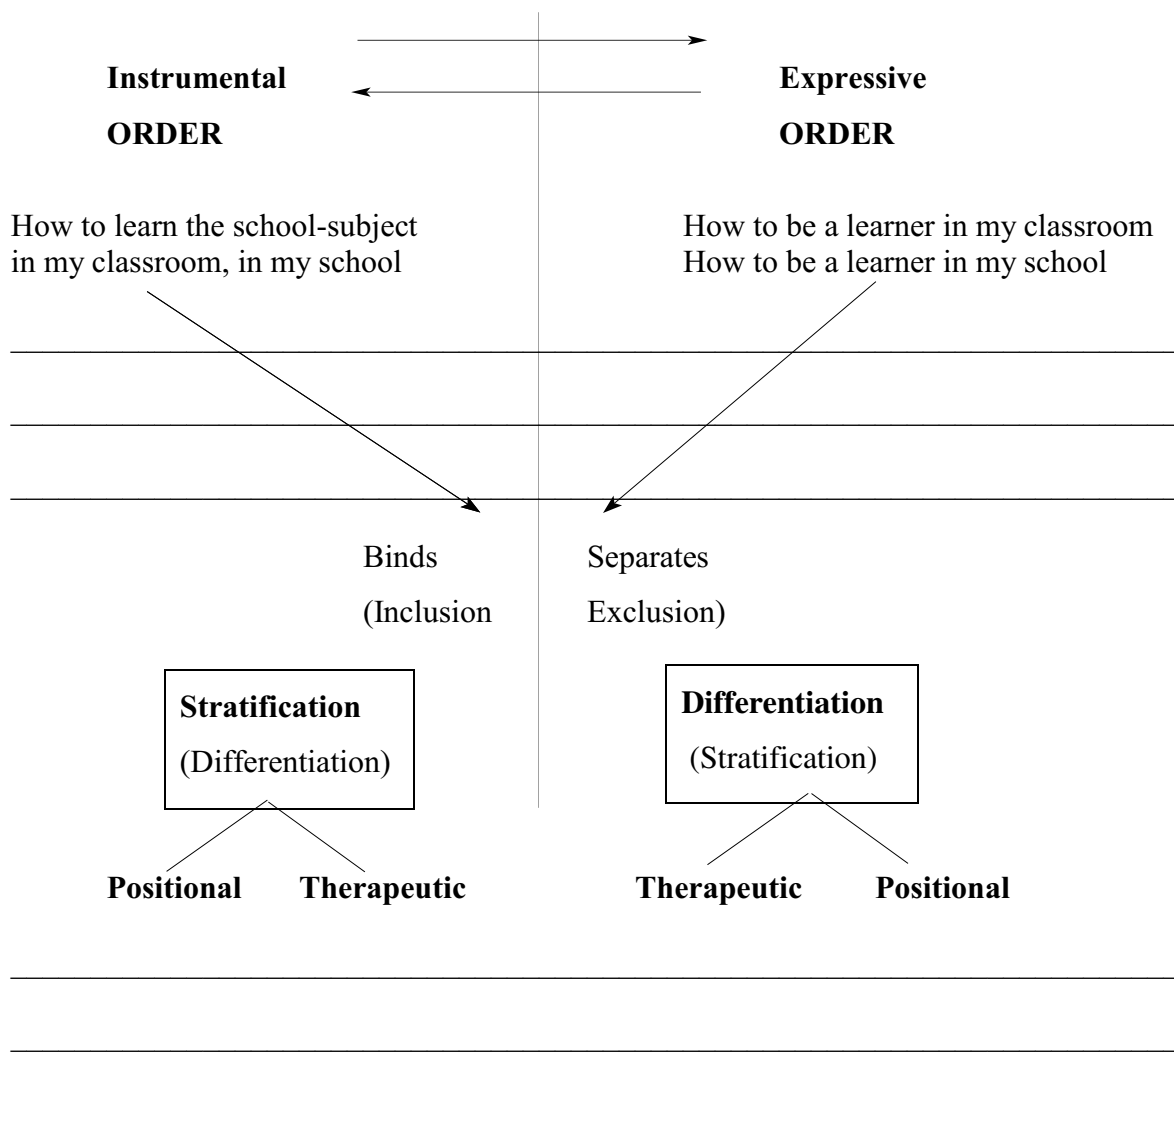 Instrumental
ORDER
Expressive
ORDER
How to learn the school-subject
in my classroom, in my school
How to be a learner in my classroom
How to be a learner in my school
Binds
(Inclusion
Separates
Exclusion)
Stratification
(Differentiation)
Differentiation
(Stratification)
Positional
Therapeutic
Therapeutic
Positional